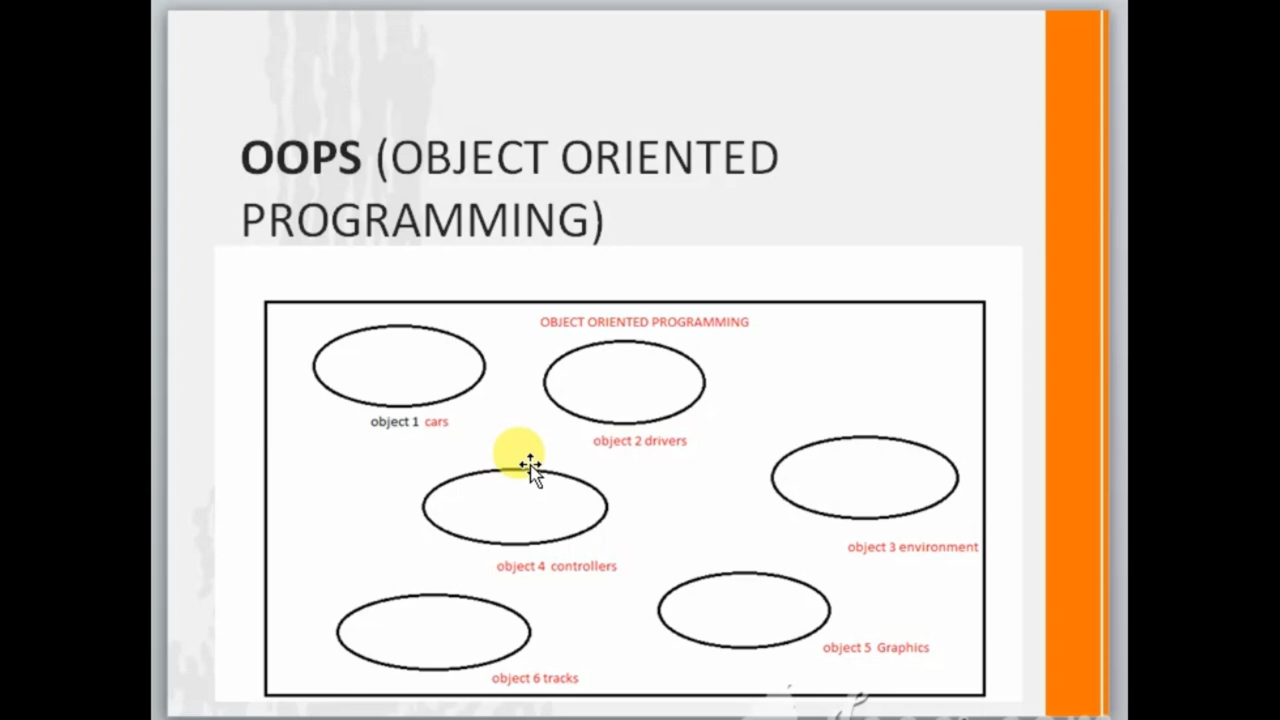 OOPS (OBJECT ORIENTED
PROGRAMMING)
OBJECT ORIENTED PROGRAMMING
object 1 cars
object 2 drivers
object 3 environment
object 4 controllers
object 5 Graphics
object 6 tracks